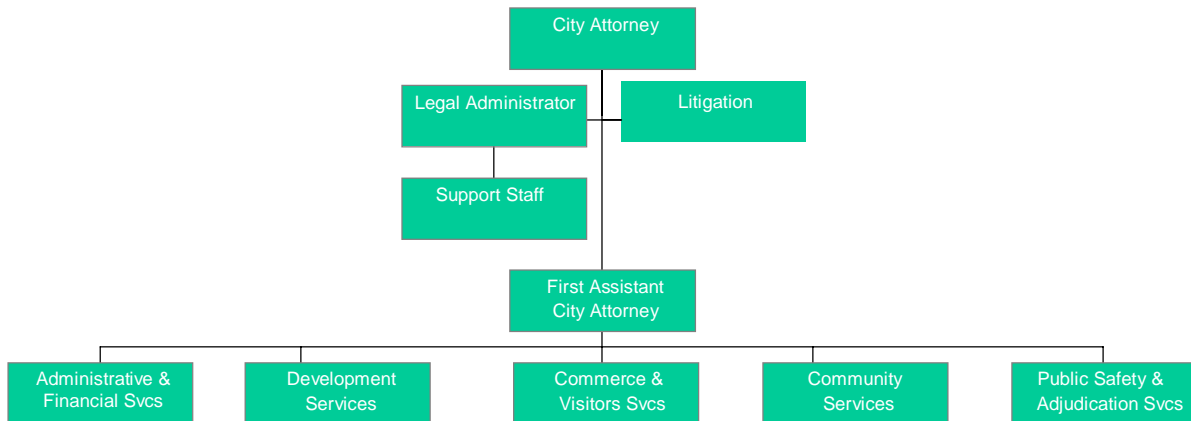 City Attorney
Legal Administrator
Litigation
Support Staff
First Assistant
City Attorney
Administrative &
Financial Svcs
Development
Services
Commerce &
Visitors Svcs
Community
Services
Public Safety &
Adjudication Svcs